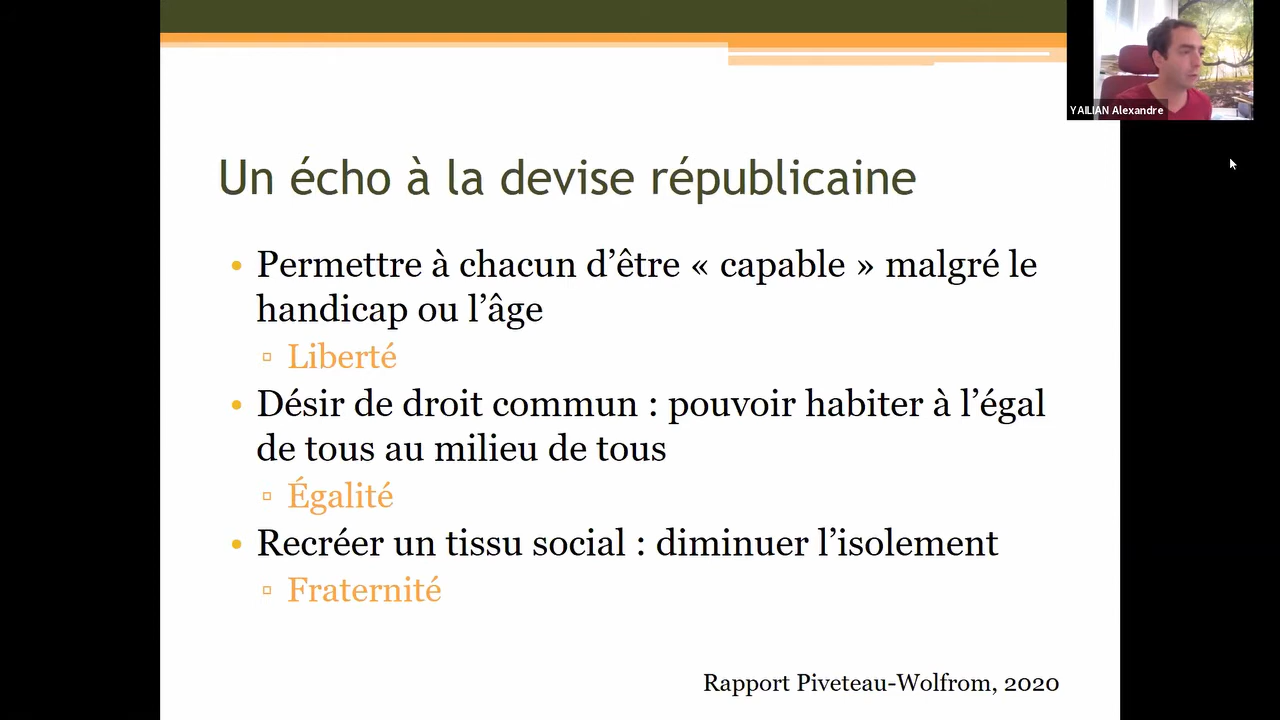 YAILIAN Alexandre
Un écho à la devise républicaine
• Permettre à chacun d’être « capable » malgré le
handicap ou l’âge
▫ Liberté
• Désir de droit commun : pouvoir habiter à l’égal
de tous au milieu de tous
▫ Égalité
• Recréer un tissu social : diminuer l’isolement
▫ Fraternité
Rapport Piveteau-Wolfrom, 2020